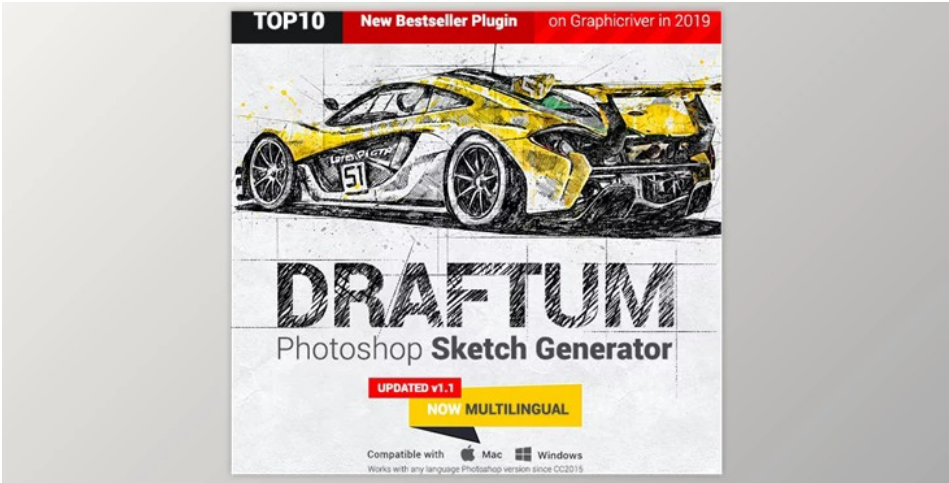 TOP10 New Bestseller Plugin on Graphicriver in 2019
51
DRAFTUM
Photoshop Sketch Generator
UPDATED v1.1
NOW MULTILINGUAL
Compatible with Mac Windows
Works with any language Photoshop version since CC2015